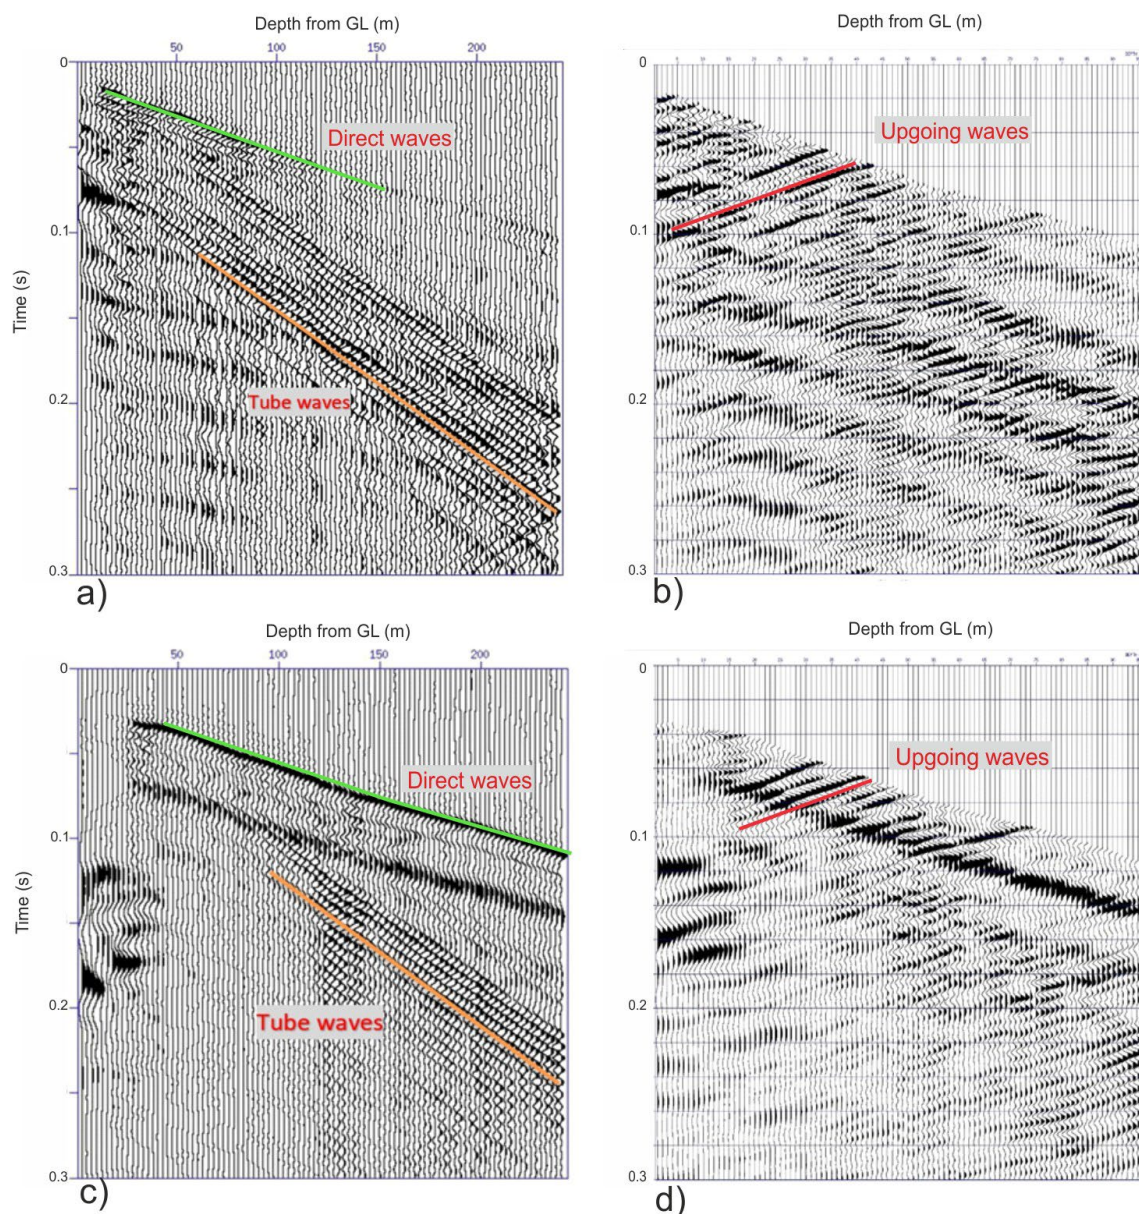 Depth from GL (m)
50 100 150 200
0
Direct waves
0.1
Time (s)
0.2
Tube waves
0.3
a)
Depth from GL (m)
0
Upgoing waves
0.1
0.2
0.3
b)
Depth from GL (m)
50 100 150 200
0
Direct waves
0.1
Time (s)
0.2
Tube waves
0.3
c)
Depth from GL (m)
0
Upgoing waves
0.1
0.2
0.3
d)